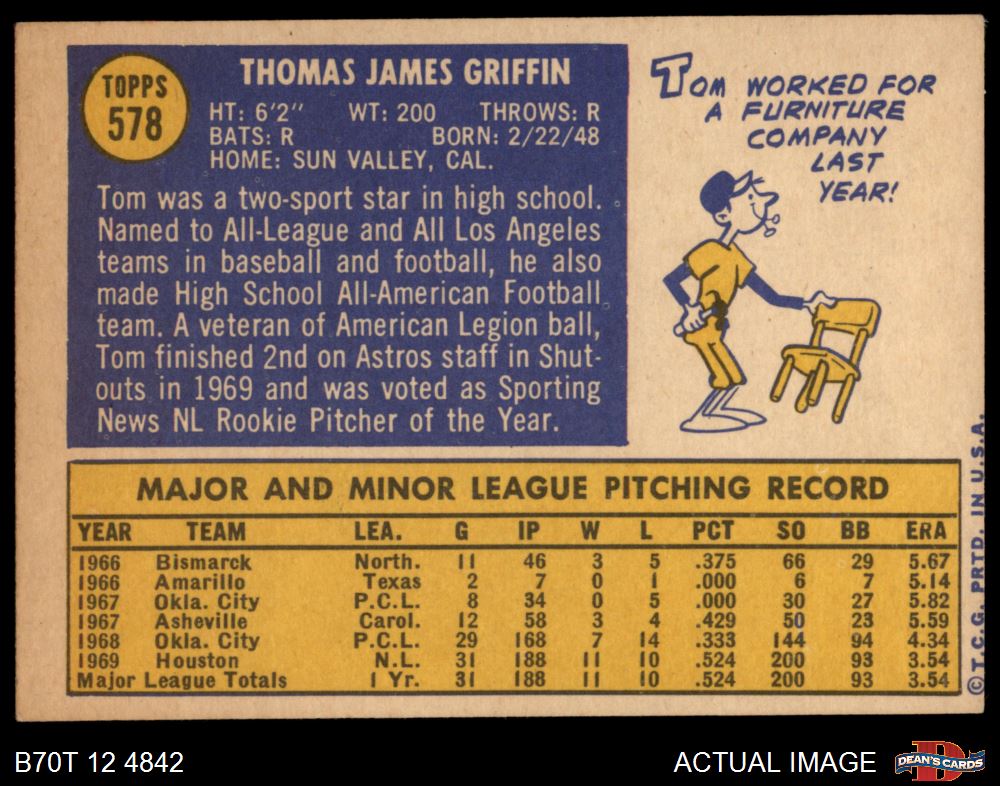 TOPPS
578
THOMAS JAMES GRIFFIN
HT: 6'2" WT: 200 THROWS: R
BATS: R BORN: 2/22/48
HOME: SUN VALLEY, CAL.
Tom was a two-sport star in high school.
Named to All-League and All Los Angeles
teams in baseball and football, he also
made High School All-American Football
team. A veteran of American Legion ball,
Tom finished 2nd on Astros staff in Shut-
outs in 1969 and was voted as Sporting
News NL Rookie Pitcher of the Year.
TOM WORKED FOR
A FURNITURE
COMPANY
LAST
YEAR!
MAJOR AND MINOR LEAGUE PITCHING RECORD
YEAR TEAM LEA. G IP W L PCT SO BB ERA
1966 Bismarck North. 11 46 3 5 .375 66 29 5.67
1966 Amarillo Texas 2 7 0 1 .000 6 7 5.14
1967 Okla. City P.C.L. 8 34 0 5 .000 30 27 5.82
1967 Asheville Carol. 12 58 3 4 .429 50 23 5.59
1968 Okla. City P.C.L. 29 168 7 14 .333 144 94 4.34
1969 Houston N.L. 31 188 11 10 .524 200 93 3.54
Major League Totals 1 Yr. 31 188 11 10 .524 200 93 3.54
©T.C.G. PRTD. IN U.S.A.
B70T 12 4842
ACTUAL IMAGE
D
DEAN'S CARDS